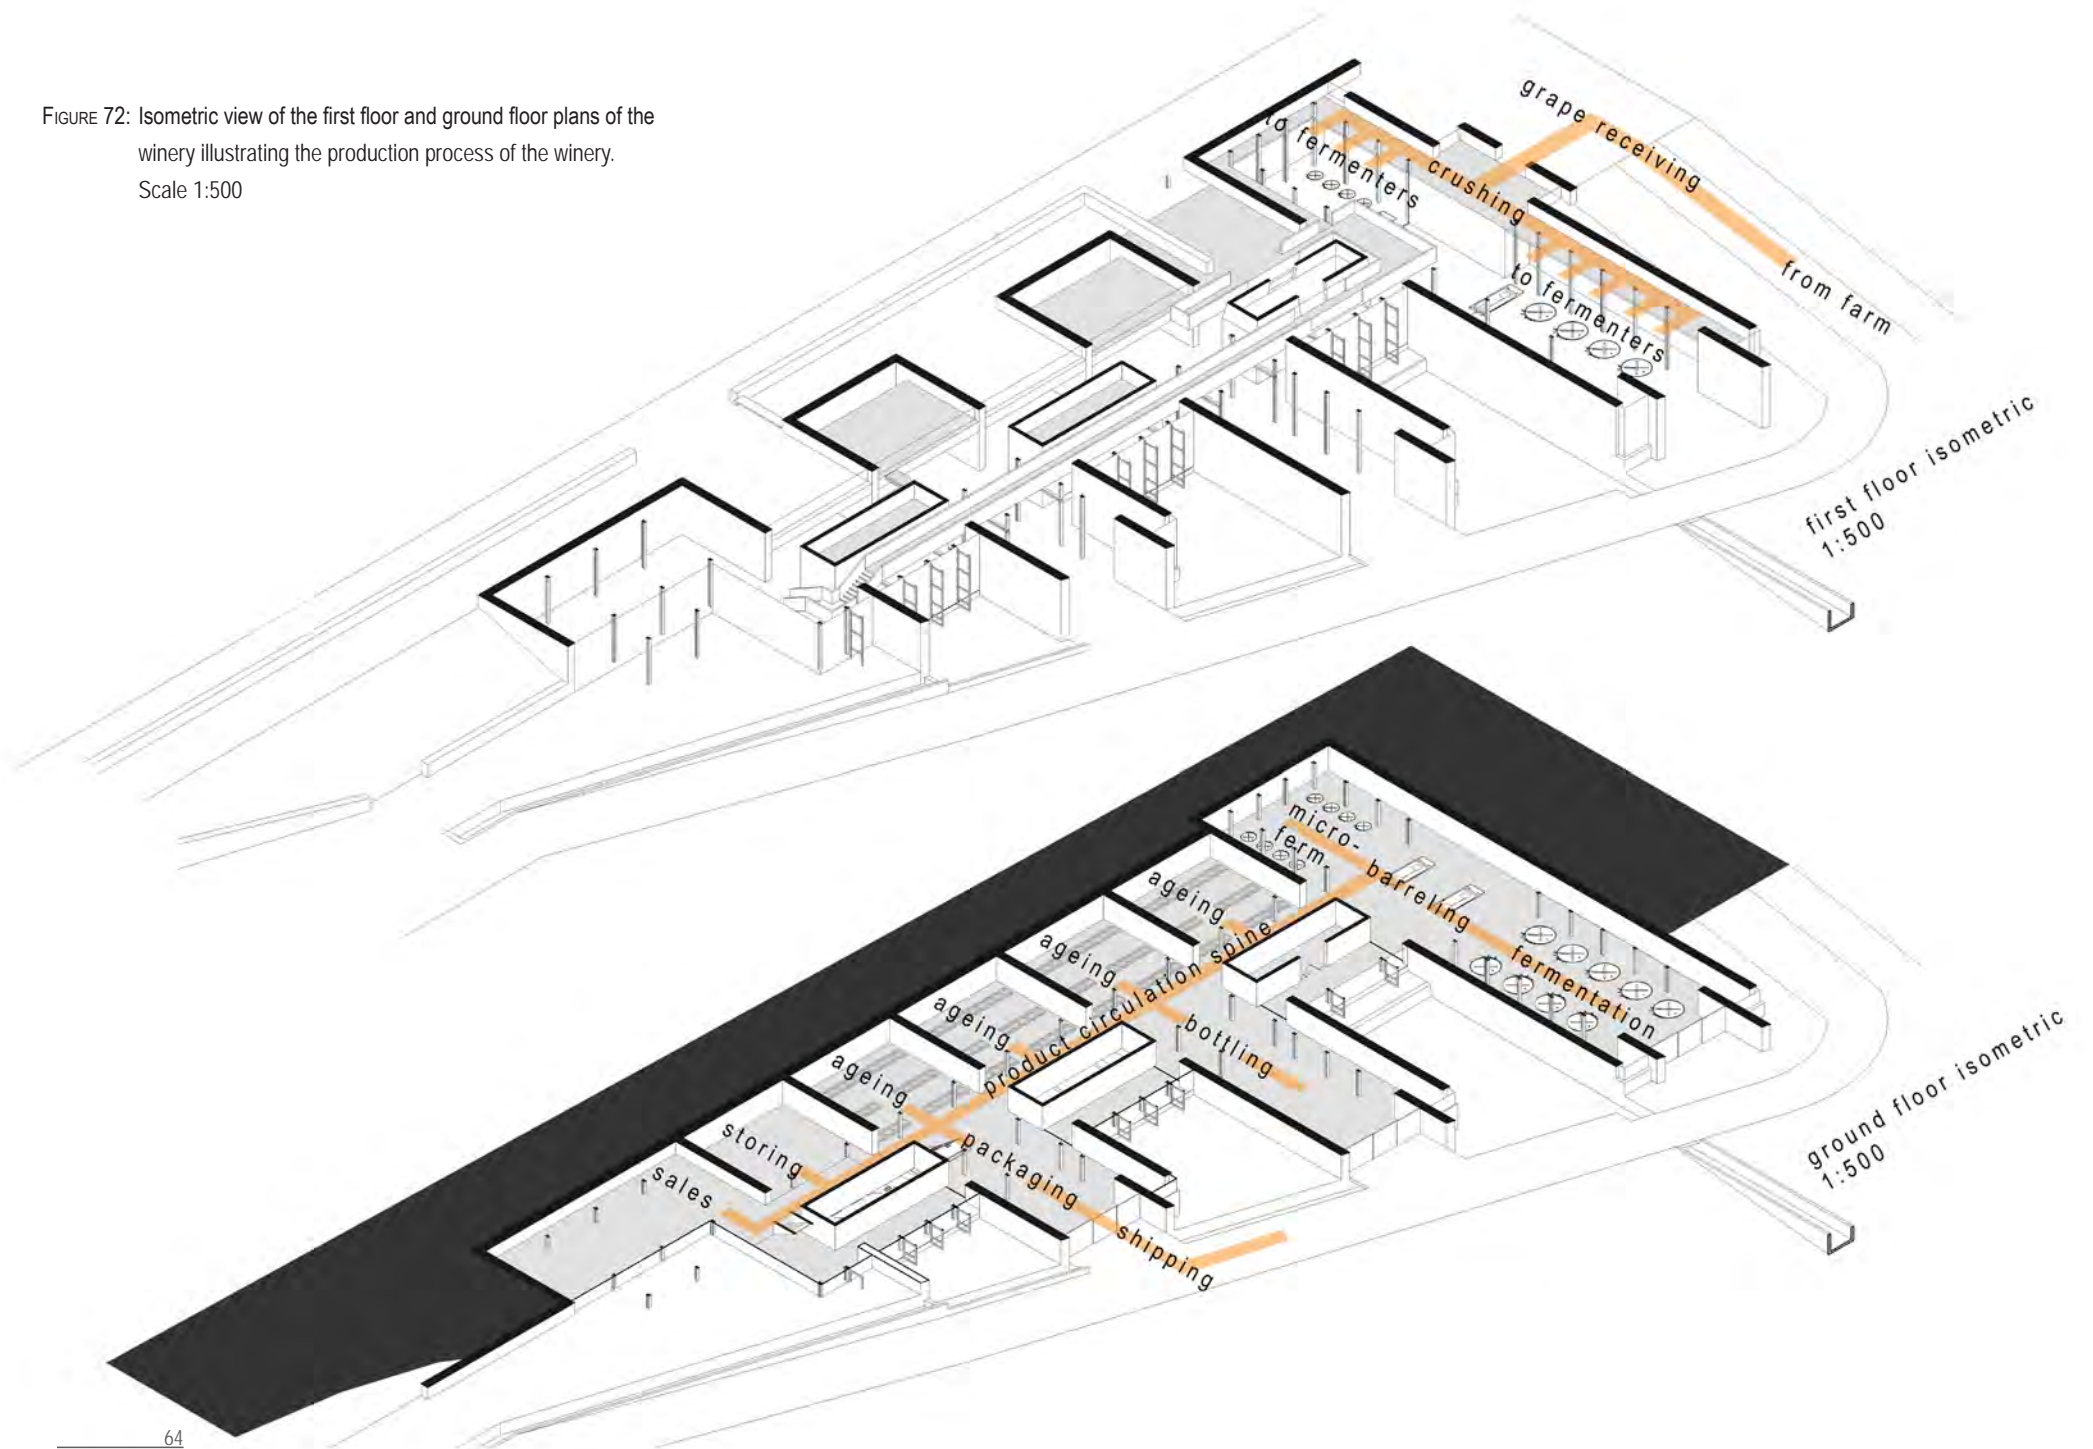 FIGURE 72: Isometric view of the first floor and ground floor plans of the
winery illustrating the production process of the winery.
Scale 1:500
grape receiving
from farm
to fermenters
crushing
to fermenters
first floor isometric
1:500
micro-
ferm
barreling
fermentation
ageing
ageing
ageing
ageing
product circulation spine
bottling
storing
sales
packaging
shipping
ground floor isometric
1:500
64